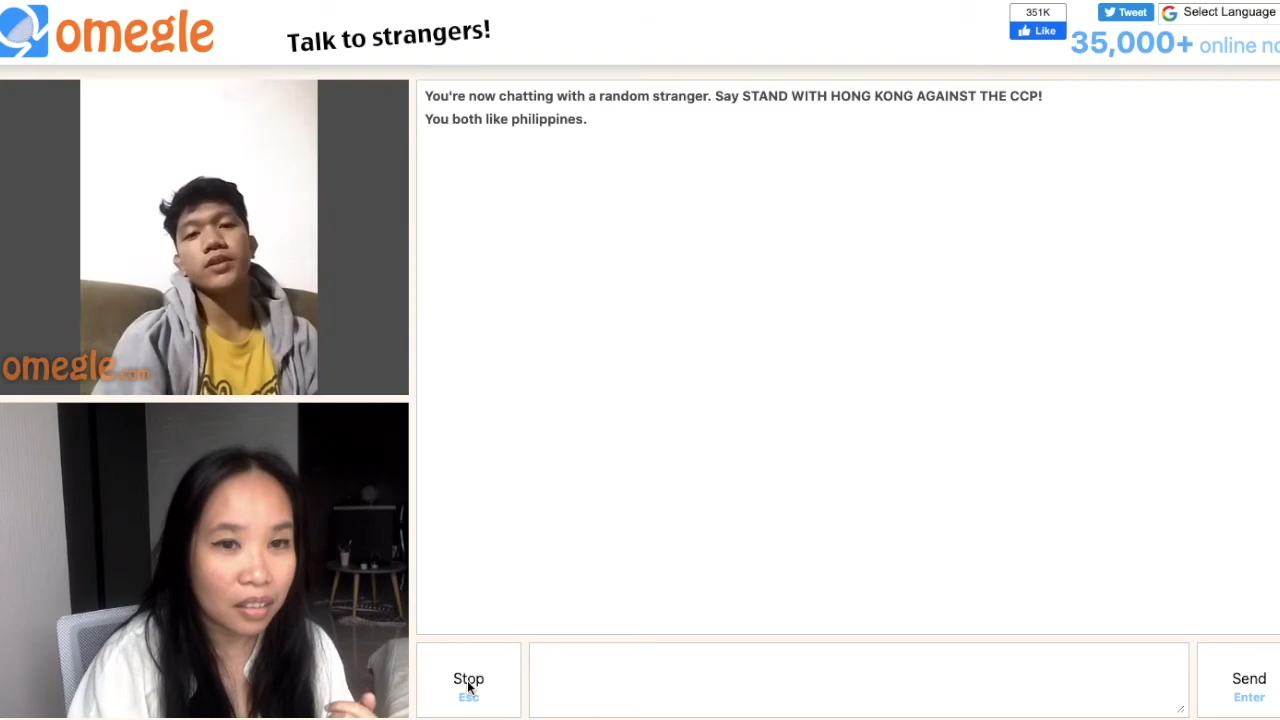 omegle
Talk to strangers!
351K
Like
Tweet
Select Language
35,000+ online no
You're now chatting with a random stranger. Say STAND WITH HONG KONG AGAINST THE CCP!
You both like philippines.
omegle.com
Stop
Esc
Send
Enter